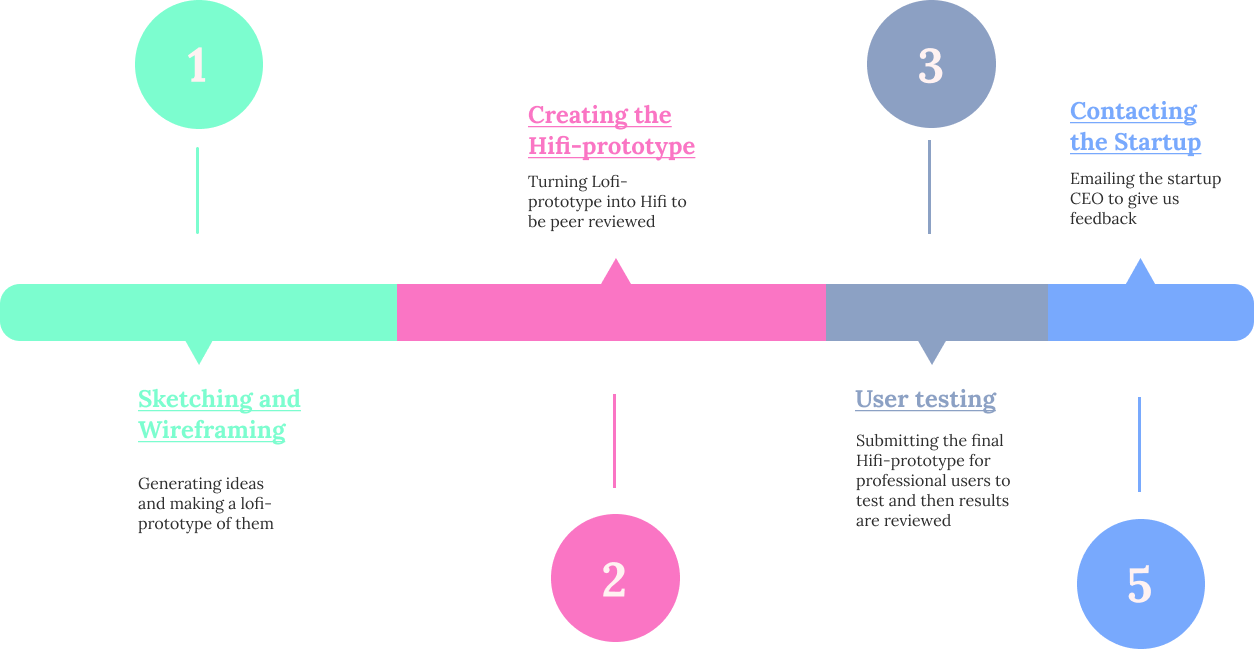 1
Sketching and
Wireframing
Generating ideas
and making a lofi-
prototype of them
Creating the
Hifi-prototype
Turning Lofi-
prototype into Hifi to
be peer reviewed
2
3
User testing
Submitting the final
Hifi-prototype for
professional users to
test and then results
are reviewed
Contacting
the Startup
Emailing the startup
CEO to give us
feedback
5